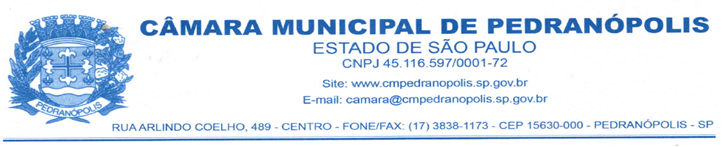 CÂMARA MUNICIPAL DE PEDRANÓPOLIS
ESTADO DE SÃO PAULO
CNPJ 45.116.597/0001-72
Site: www.cmpedranopolis.sp.gov.br
E-mail: camara@cmpedranopolis.sp.gov.br
PEDRANÓPOLIS
RUA ARLINDO COELHO, 489 - CENTRO - FONE/FAX: (17) 3838-1173 - CEP 15630-000 - PEDRANÓPOLIS - SP